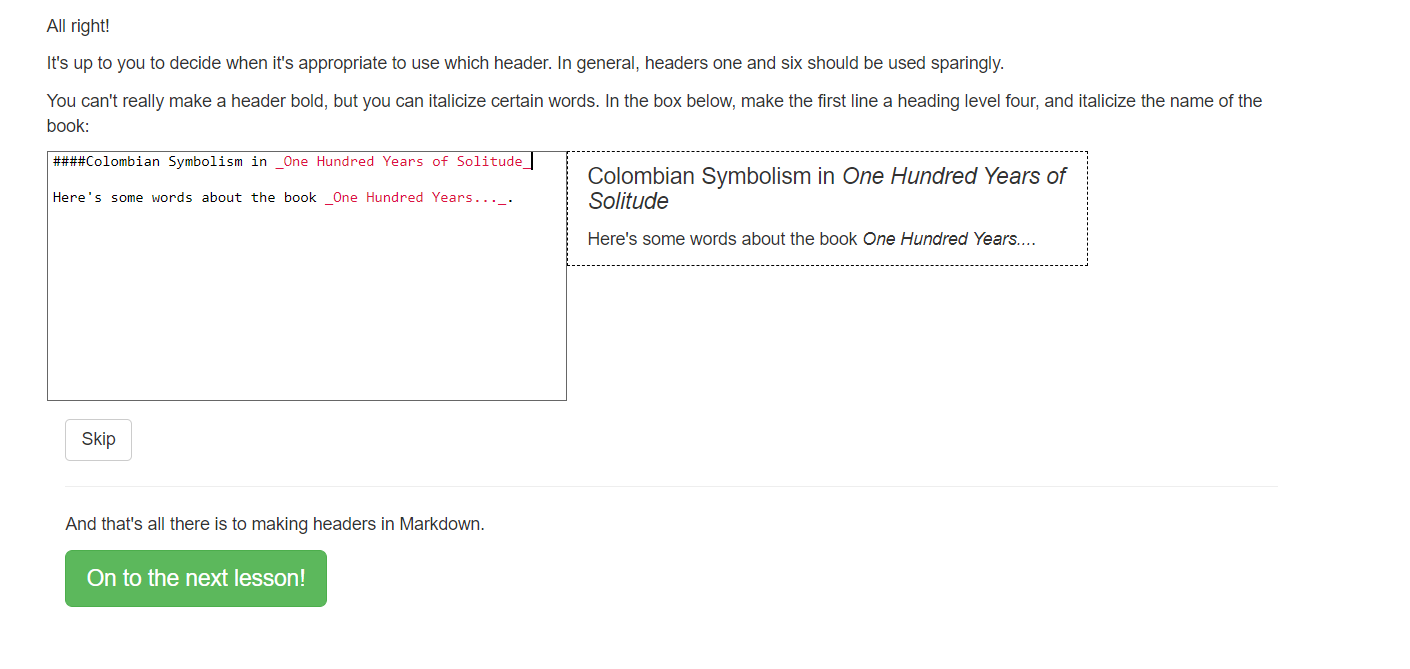 All right!
It's up to you to decide when it's appropriate to use which header. In general, headers one and six should be used sparingly.
You can't really make a header bold, but you can italicize certain words. In the box below, make the first line a heading level four, and italicize the name of the
book:
####Colombian Symbolism in _One Hundred Years of Solitude_
Here's some words about the book _One Hundred Years..._.
Colombian Symbolism in One Hundred Years of
Solitude
Here's some words about the book One Hundred Years....
Skip
And that's all there is to making headers in Markdown.
On to the next lesson!